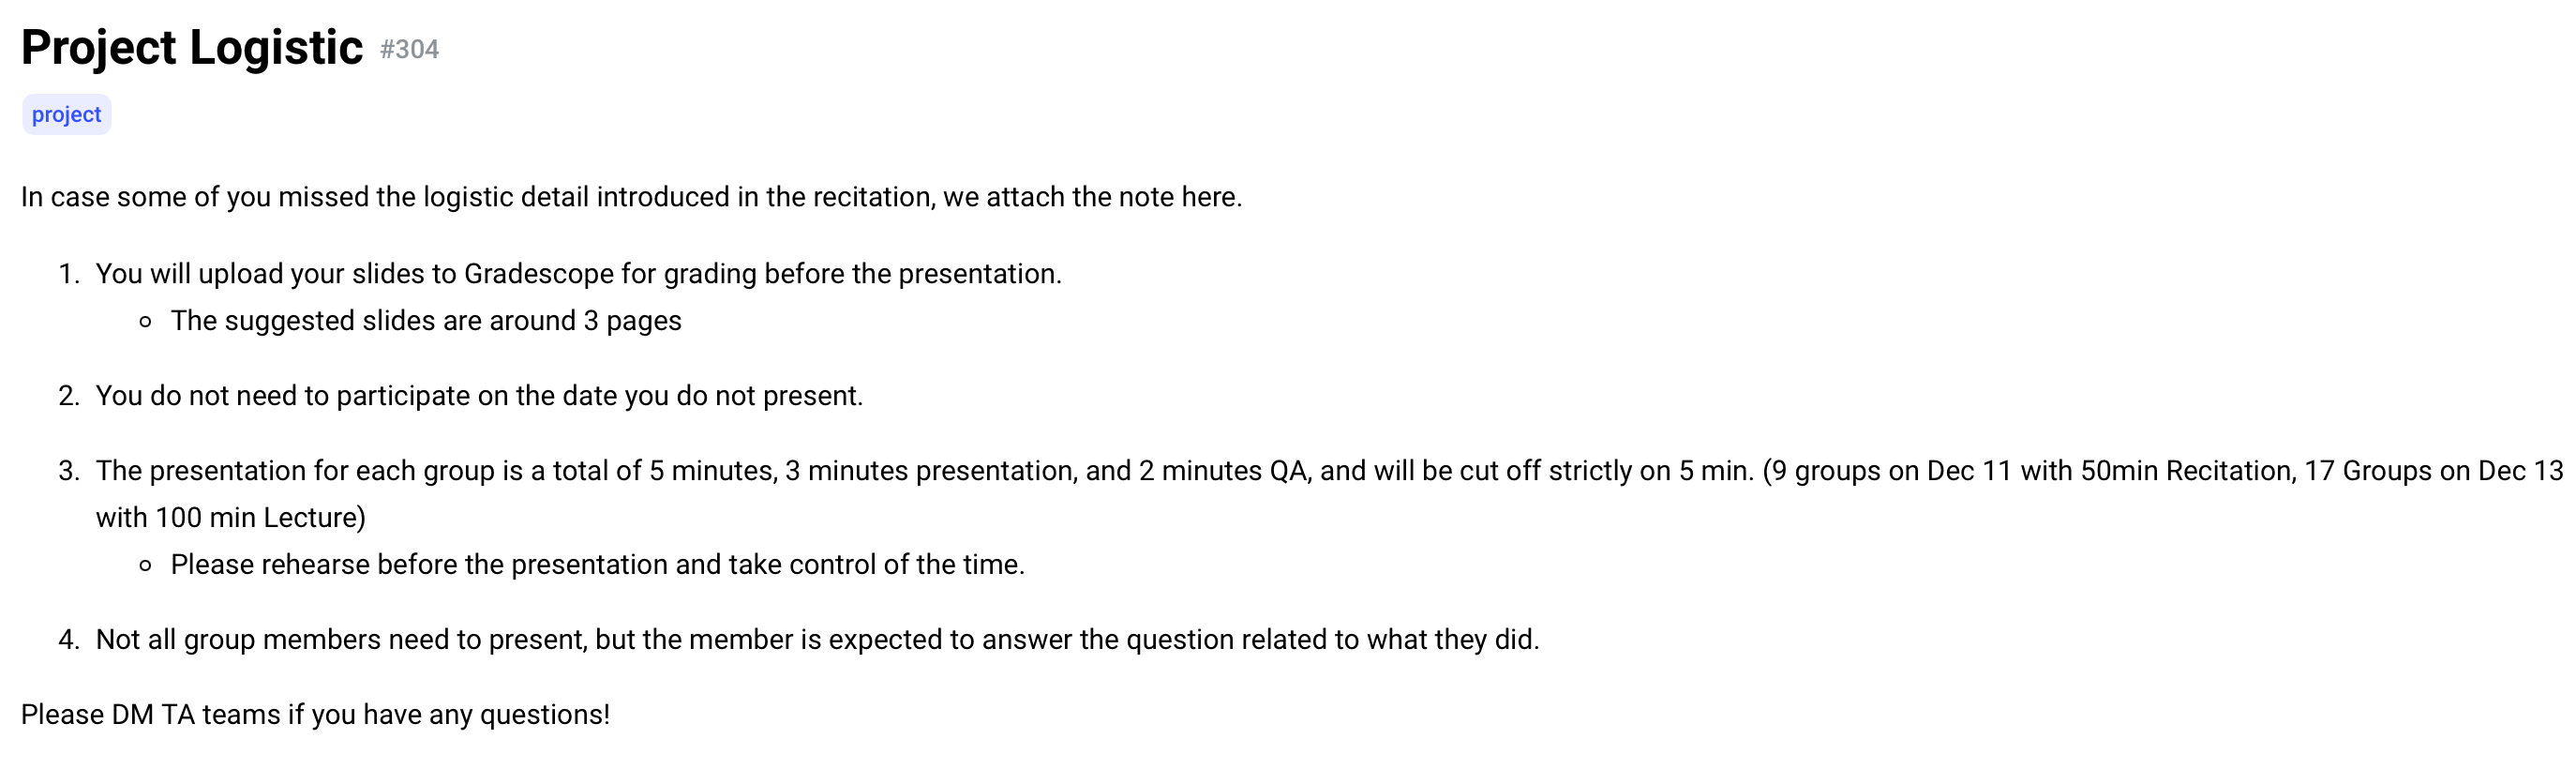 Project Logistic #304
project
In case some of you missed the logistic detail introduced in the recitation, we attach the note here.
1. You will upload your slides to Gradescope for grading before the presentation.
○ The suggested slides are around 3 pages
2. You do not need to participate on the date you do not present.
3. The presentation for each group is a total of 5 minutes, 3 minutes presentation, and 2 minutes QA, and will be cut off strictly on 5 min. (9 groups on Dec 11 with 50min Recitation, 17 Groups on Dec 13
with 100 min Lecture)
○ Please rehearse before the presentation and take control of the time.
4. Not all group members need to present, but the member is expected to answer the question related to what they did.
Please DM TA teams if you have any questions!